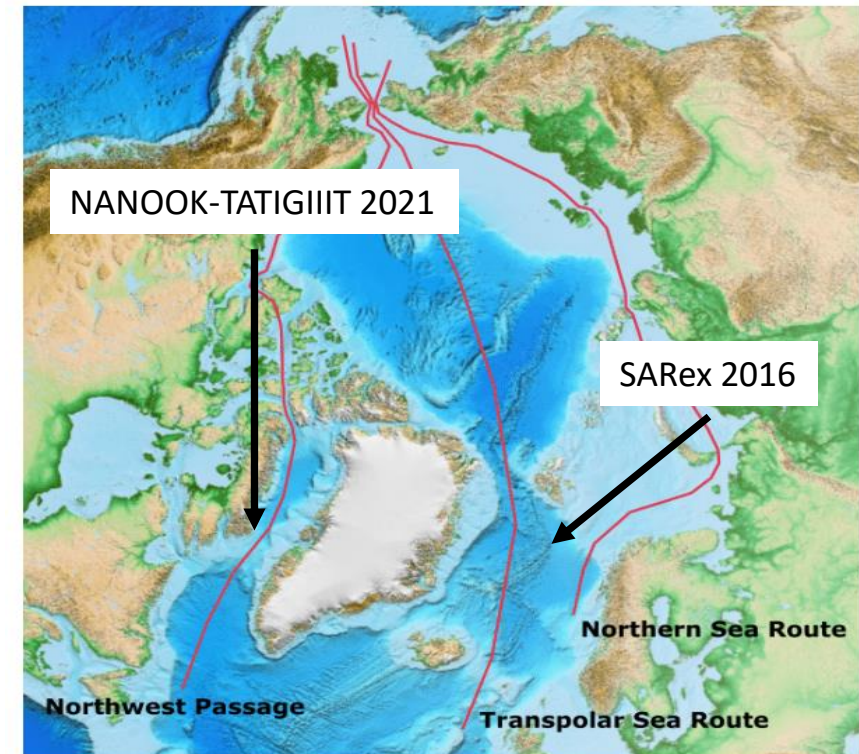 NANOOK-TATIGIIIT 2021
SARex 2016
Northern Sea Route
Northwest Passage
Transpolar Sea Route